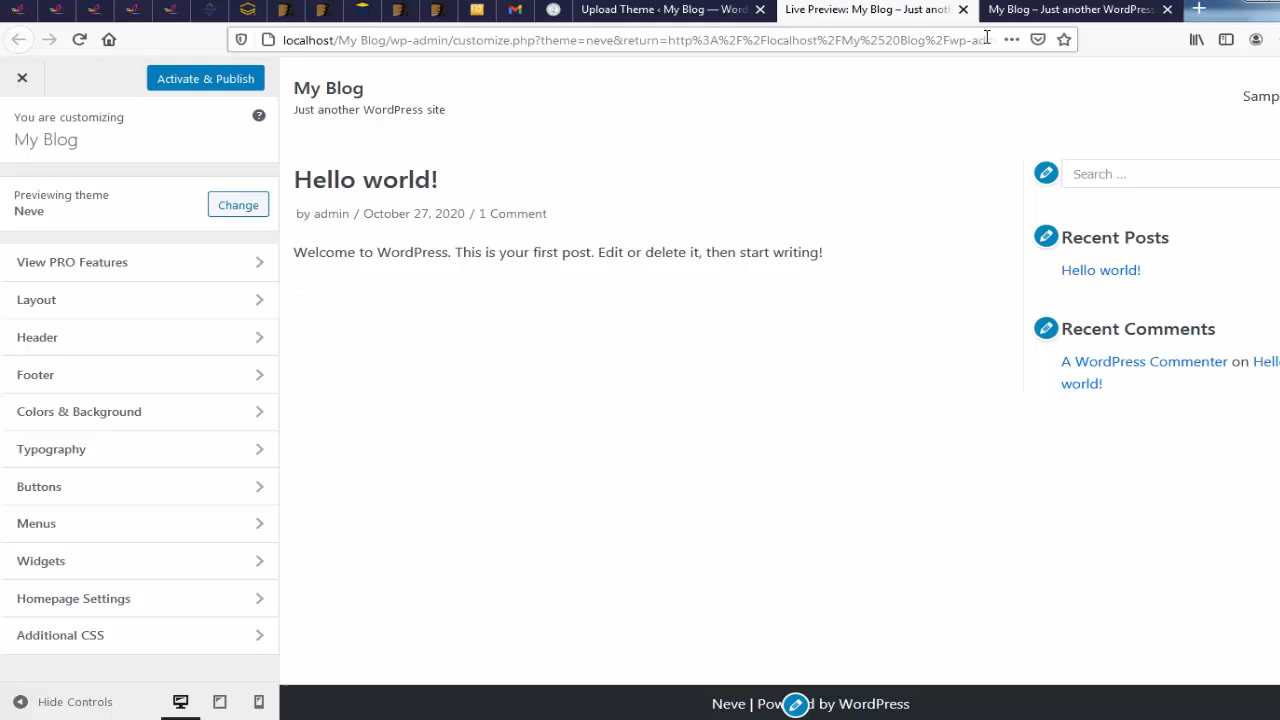 Upload Theme ‹ My Blog — Word
Live Preview: My Blog – Just anot
My Blog – Just another WordPress
localhost/My Blog/wp-admin/customize.php?theme=neve&return=http%3A%2F%2Flocalhost%2FMy%2520Blog%2Fwp-adm
Activate & Publish
You are customizing
My Blog
Previewing theme
Neve
Change
View PRO Features
Layout
Header
Footer
Colors & Background
Typography
Buttons
Menus
Widgets
Homepage Settings
Additional CSS
Hide Controls
My Blog
Just another WordPress site
Samp
Hello world!
by admin / October 27, 2020 / 1 Comment
Welcome to WordPress. This is your first post. Edit or delete it, then start writing!
Search ...
Recent Posts
Hello world!
Recent Comments
A WordPress Commenter on Hell
world!
Neve | Powered by WordPress